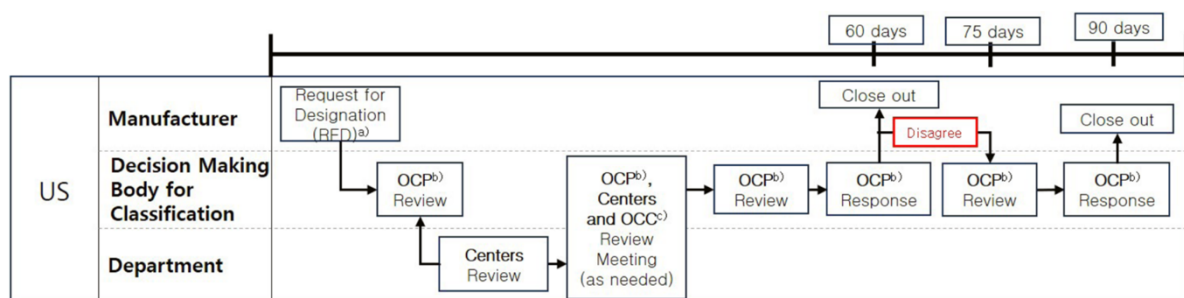 60 days
75 days
90 days
US
Manufacturer
Request for
Designation
(RFD)a)
Close out
Disagree
Close out
Decision Making
Body for
Classification
OCPb)
Review
OCPb),
Centers
and OCCc)
Review
Meeting
(as needed)
OCPb)
Review
OCPb)
Response
OCPb)
Review
OCPb)
Response
Department
Centers
Review